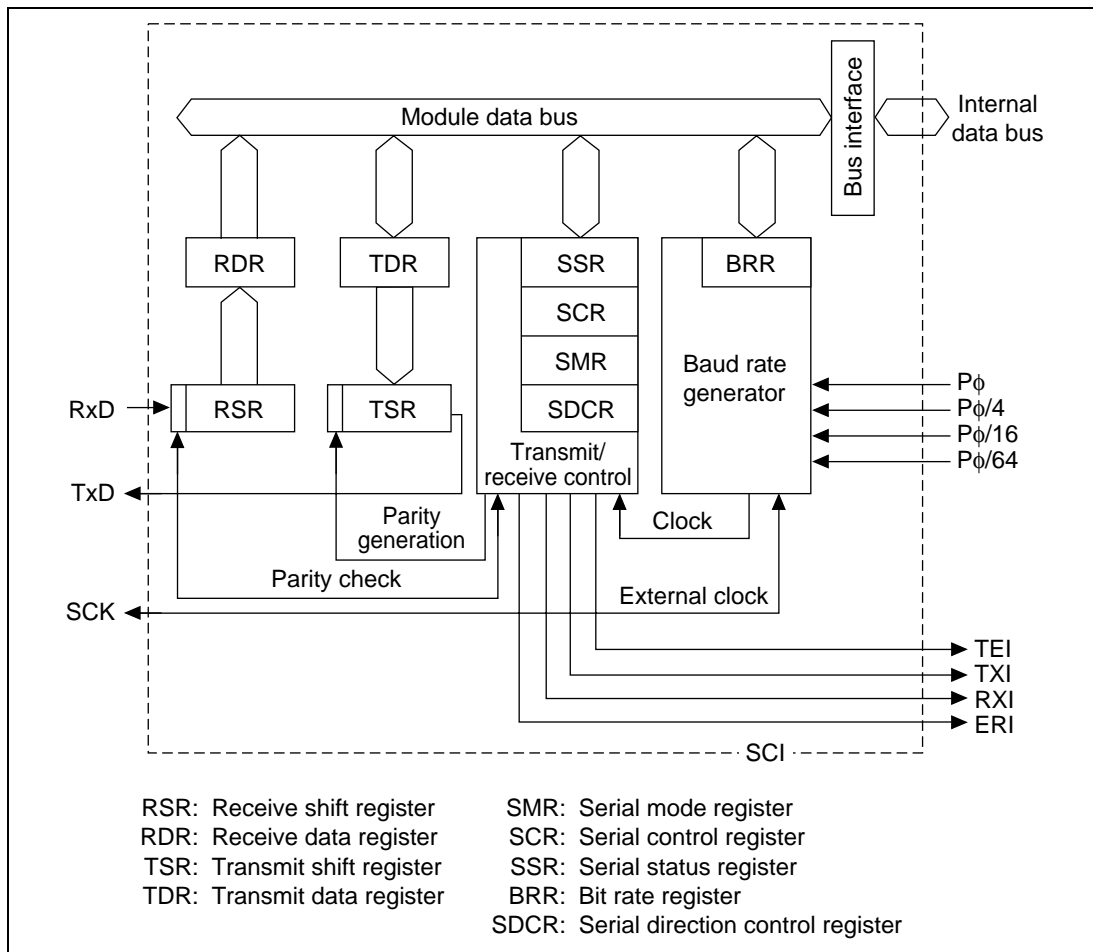 Module data bus
Bus interface
Internal
data bus
RDR
TDR
SSR
SCR
SMR
SDCR
Transmit/
receive control
BRR
Baud rate
generator
RxD
RSR
TSR
Pϕ
Pϕ/4
Pϕ/16
Pϕ/64
TxD
Parity
generation
Clock
Parity check
SCK
External clock
TEI
TXI
RXI
ERI
SCI
RSR: Receive shift register
RDR: Receive data register
TSR: Transmit shift register
TDR: Transmit data register
SMR: Serial mode register
SCR: Serial control register
SSR: Serial status register
BRR: Bit rate register
SDCR: Serial direction control register